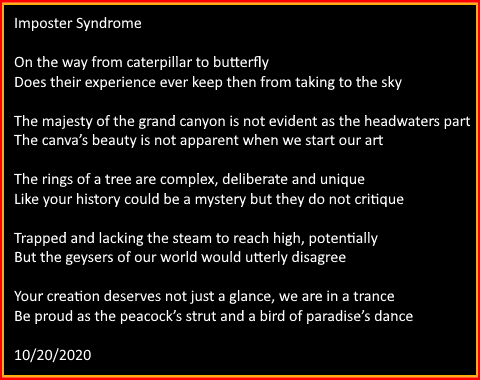 Imposter Syndrome
On the way from caterpillar to butterfly
Does their experience ever keep then from taking to the sky
The majesty of the grand canyon is not evident as the headwaters part
The canva's beauty is not apparent when we start our art
The rings of a tree are complex, deliberate and unique
Like your history could be a mystery but they do not critique
Trapped and lacking the steam to reach high, potentially
But the geysers of our world would utterly disagree
Your creation deserves not just a glance, we are in a trance
Be proud as the peacock's strut and a bird of paradise's dance
10/20/2020